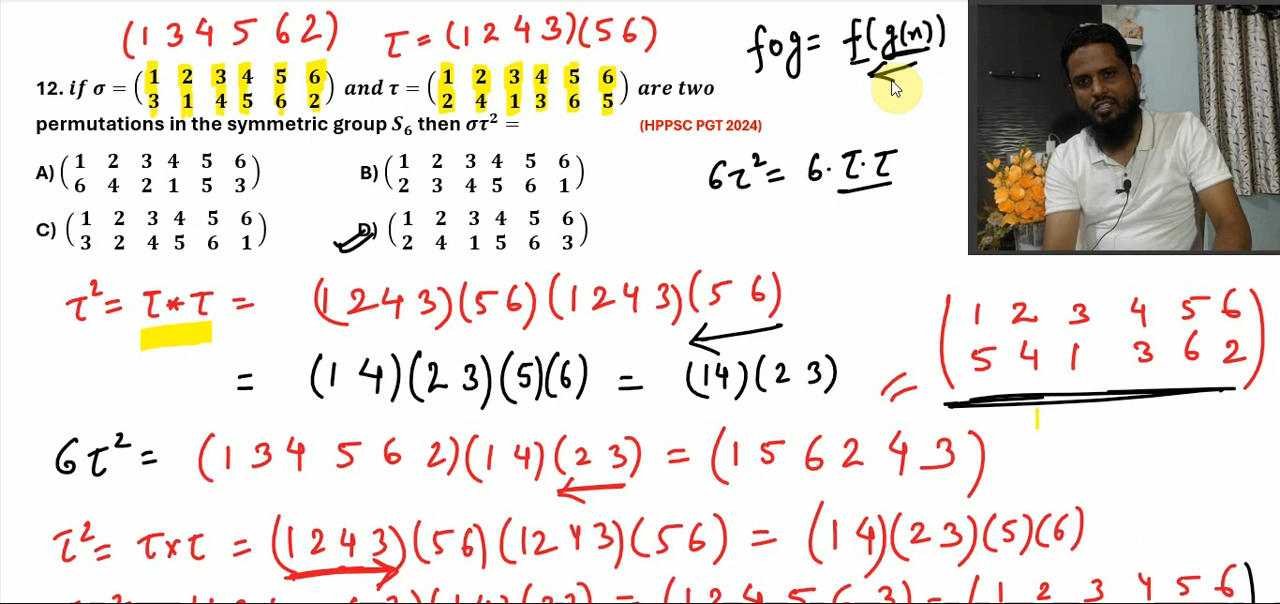 (1 3 4 5 6 2) τ = (1 2 4 3)(5 6) fog = f(g(n))
12. if σ = (1 2 3 4 5 6 / 3 1 4 5 6 2) and τ = (1 2 3 4 5 6 / 2 4 1 3 6 5) are two
permutations in the symmetric group S₆ then στ² = (HPPSC PGT 2024)
A) (1 2 3 4 5 6 / 6 4 2 1 5 3) B) (1 2 3 4 5 6 / 2 3 4 5 6 1)
C) (1 2 3 4 5 6 / 3 2 4 5 6 1) D) (1 2 3 4 5 6 / 2 4 1 5 6 3)
6τ² = 6·τ·τ
τ² = τ*τ = (1 2 4 3)(5 6)(1 2 4 3)(5 6)
= (1 4)(2 3)(5)(6) = (14)(2 3)
= (1 2 3 4 5 6 / 5 4 1 3 6 2)
6τ² = (1 3 4 5 6 2)(1 4)(2 3) = (1 5 6 2 4 3)
τ² = τ×τ = (1 2 4 3)(5 6)(1 2 4 3)(5 6) = (1 4)(2 3)(5)(6)